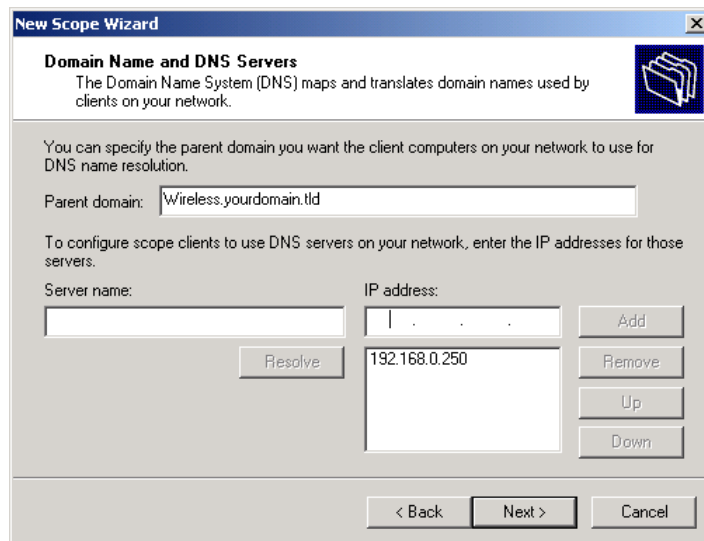 New Scope Wizard
Domain Name and DNS Servers
The Domain Name System (DNS) maps and translates domain names used by
clients on your network.
You can specify the parent domain you want the client computers on your network to use for
DNS name resolution.
Parent domain: Wireless.yourdomain.tld
To configure scope clients to use DNS servers on your network, enter the IP addresses for those
servers.
Server name: IP address:
. . . Add
Resolve 192.168.0.250 Remove
Up
Down
< Back Next > Cancel